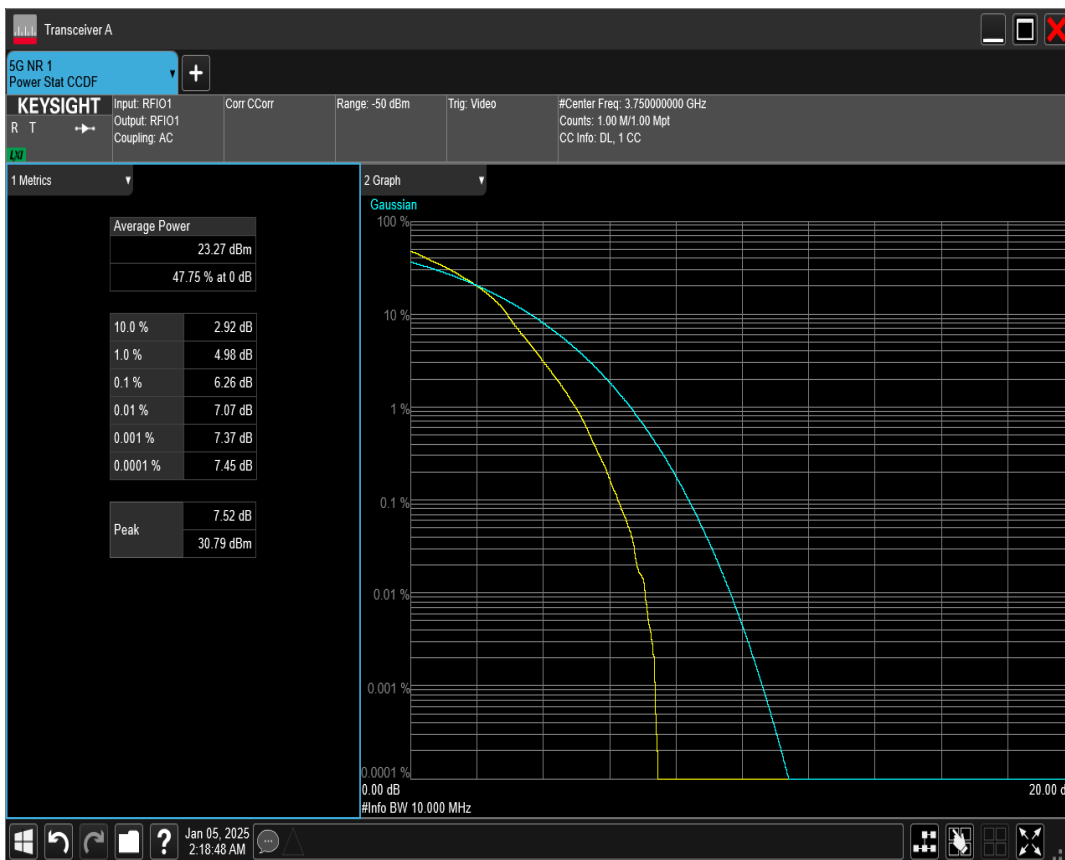 Transceiver A
5G NR 1
Power Stat CCDF
+
KEYSIGHT
R T
LXI
Input: RFIO1
Output: RFIO1
Coupling: AC
Corr CCorr
Range: -50 dBm
Trig: Video
#Center Freq: 3.750000000 GHz
Counts: 1.00 M/1.00 Mpt
CC Info: DL, 1 CC
1 Metrics
Average Power
23.27 dBm
47.75 % at 0 dB
10.0 % 2.92 dB
1.0 % 4.98 dB
0.1 % 6.26 dB
0.01 % 7.07 dB
0.001 % 7.37 dB
0.0001 % 7.45 dB
Peak
7.52 dB
30.79 dBm
2 Graph
Gaussian
100 %
10 %
1 %
0.1 %
0.01 %
0.001 %
0.0001 %
0.00 dB 20.00 d
#Info BW 10.000 MHz
?
Jan 05, 2025
2:18:48 AM